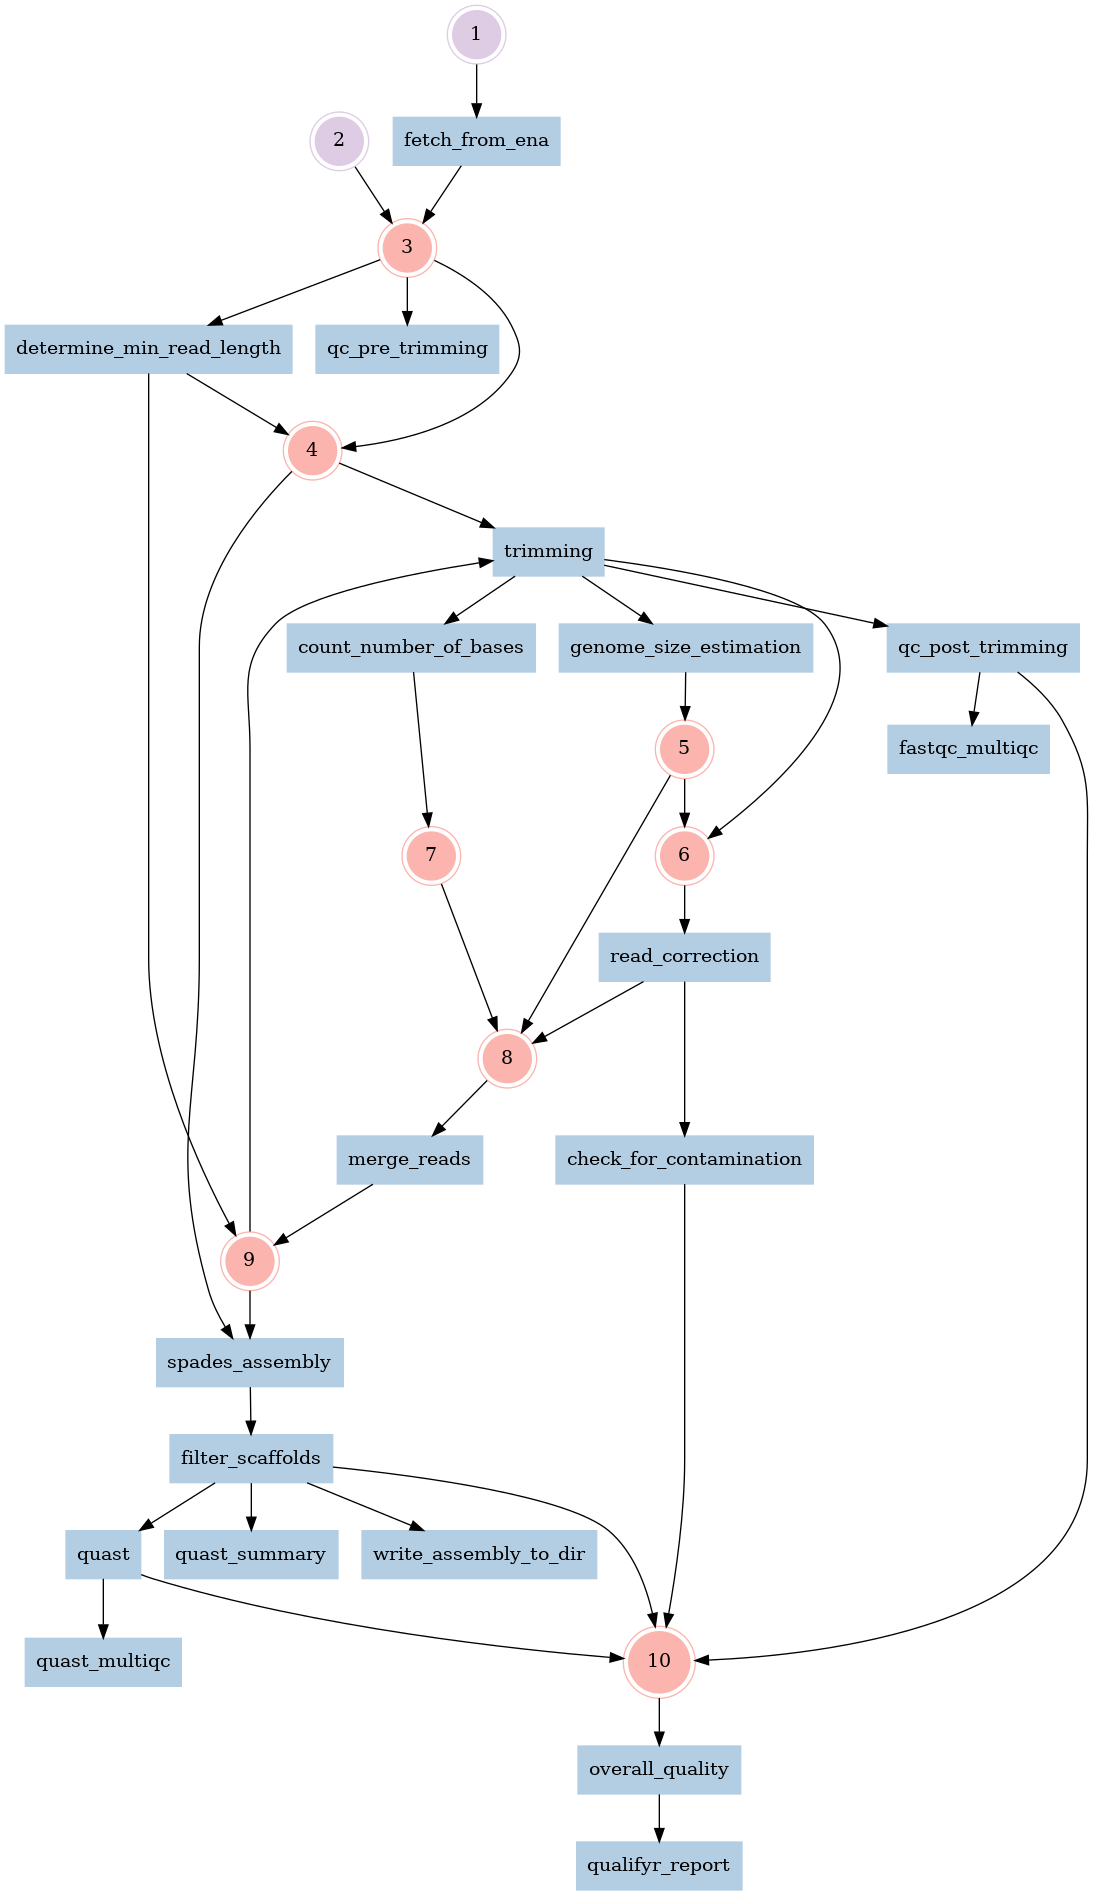 1
2
fetch_from_ena
3
determine_min_read_length
qc_pre_trimming
4
trimming
count_number_of_bases
genome_size_estimation
qc_post_trimming
5
fastqc_multiqc
7
6
read_correction
8
merge_reads
check_for_contamination
9
spades_assembly
filter_scaffolds
quast
quast_summary
write_assembly_to_dir
quast_multiqc
10
overall_quality
qualifyr_report